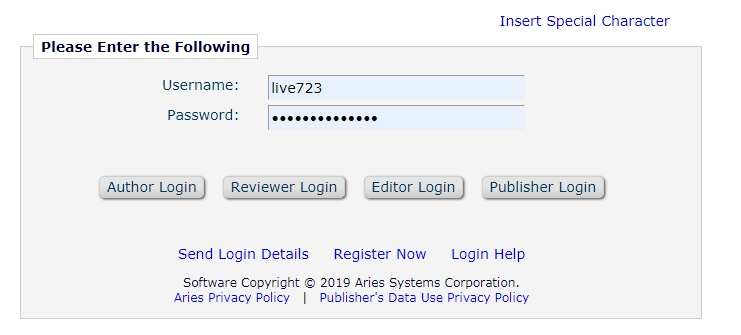 Insert Special Character
Please Enter the Following
Username: live723
Password: ••••••••••••••
Author Login Reviewer Login Editor Login Publisher Login
Send Login Details Register Now Login Help
Software Copyright © 2019 Aries Systems Corporation.
Aries Privacy Policy | Publisher's Data Use Privacy Policy